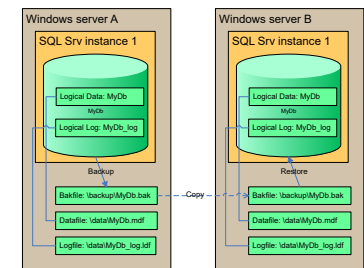 Windows server A
SQL Srv instance 1
Logical Data: MyDb
MyDb
Logical Log: MyDb_log
Backup
Bakfile: \backup\MyDb.bak
Datafile: \data\MyDb.mdf
Logfile: \data\MyDb_log.ldf
Copy
Windows server B
SQL Srv instance 1
Logical Data: MyDb
MyDb
Logical Log: MyDb_log
Restore
Bakfile: \backup\MyDb.bak
Datafile: \data\MyDb.mdf
Logfile: \data\MyDb_log.ldf